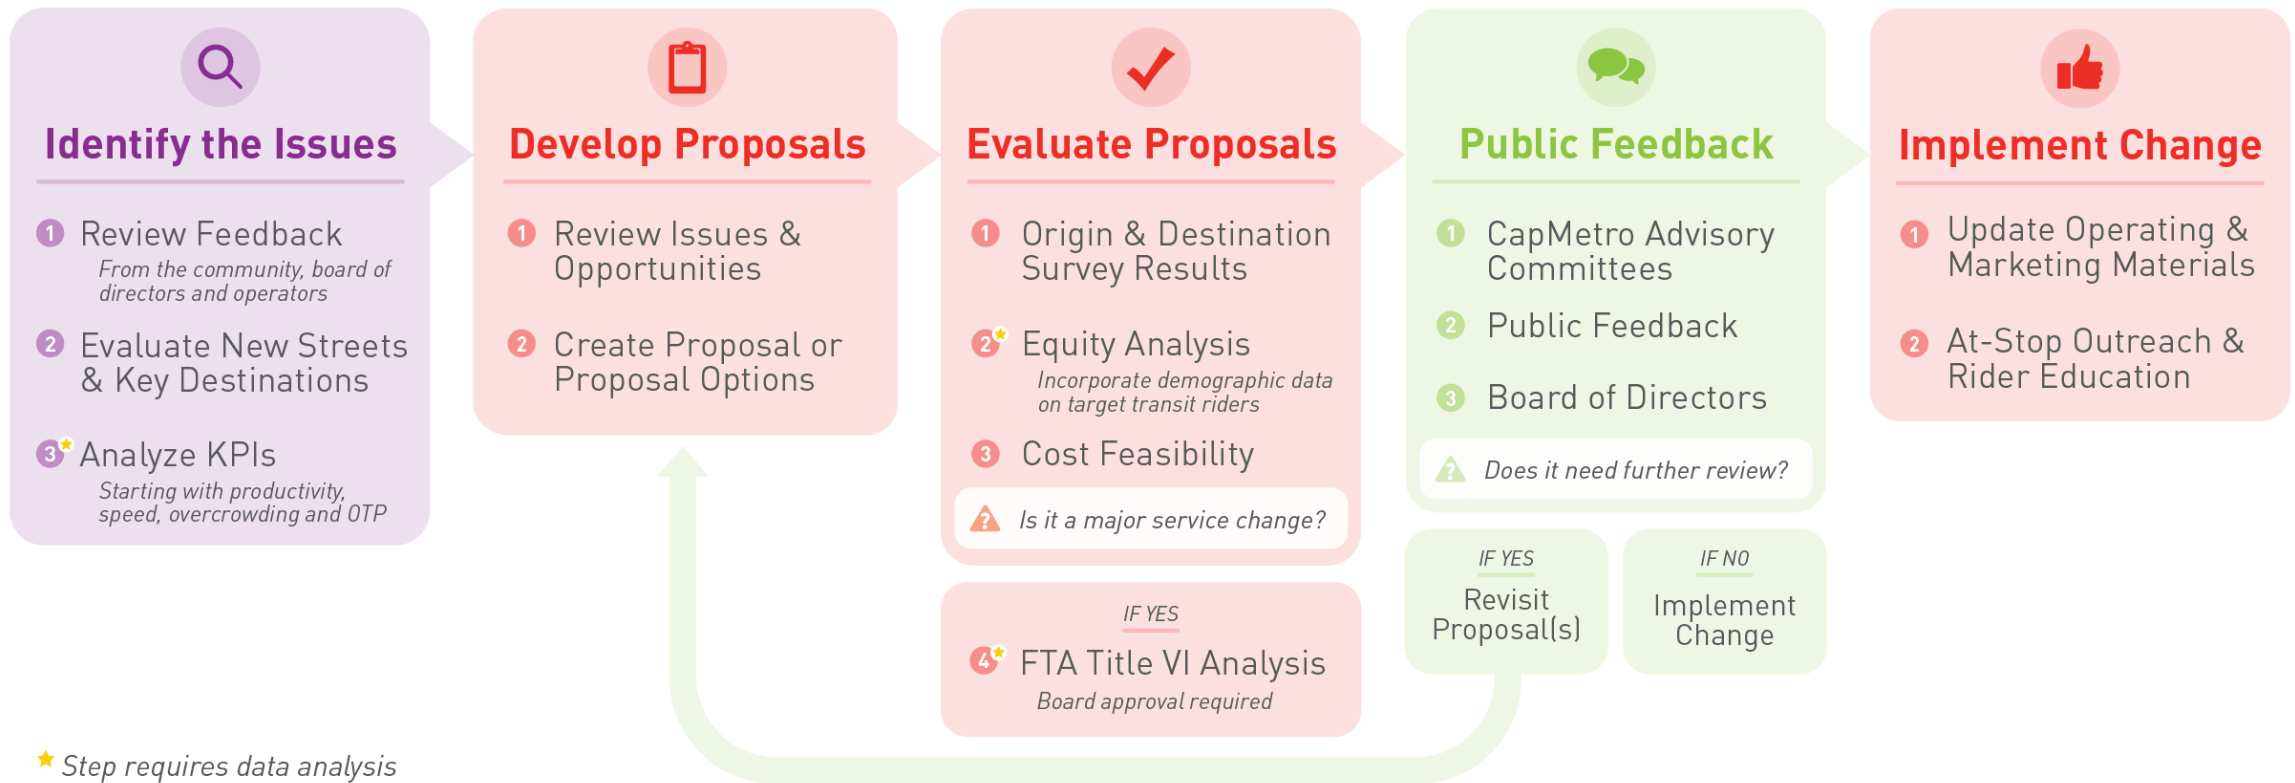 Identify the Issues
1 Review Feedback
From the community, board of
directors and operators
2 Evaluate New Streets
& Key Destinations
3 Analyze KPIs
Starting with productivity,
speed, overcrowding and OTP
Develop Proposals
1 Review Issues &
Opportunities
2 Create Proposal or
Proposal Options
Evaluate Proposals
1 Origin & Destination
Survey Results
2 Equity Analysis
Incorporate demographic data
on target transit riders
3 Cost Feasibility
? Is it a major service change?
IF YES
4 FTA Title VI Analysis
Board approval required
Public Feedback
1 CapMetro Advisory
Committees
2 Public Feedback
3 Board of Directors
? Does it need further review?
IF YES
Revisit
Proposal(s)
IF NO
Implement
Change
Implement Change
1 Update Operating &
Marketing Materials
2 At-Stop Outreach &
Rider Education
Step requires data analysis